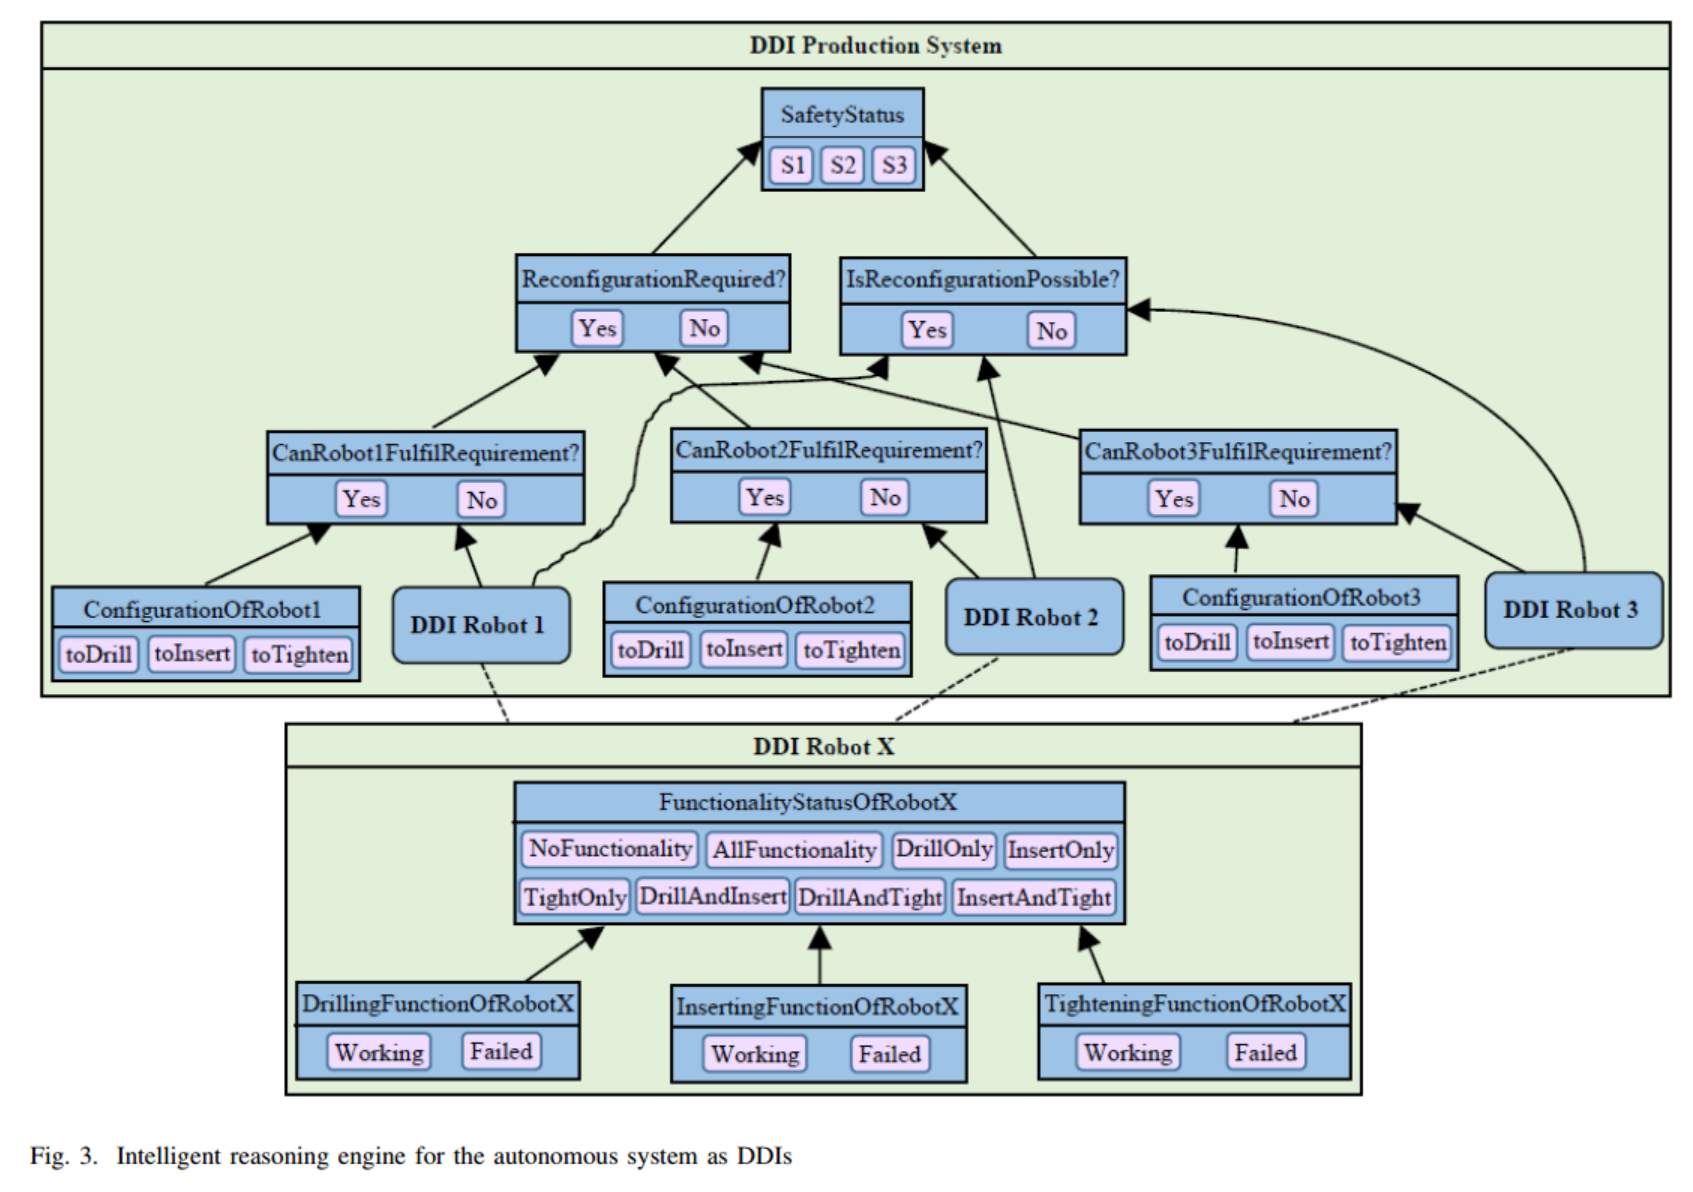 DDI Production System
SafetyStatus
S1 S2 S3
ReconfigurationRequired?
Yes No
IsReconfigurationPossible?
Yes No
CanRobot1FulfilRequirement?
Yes No
CanRobot2FulfilRequirement?
Yes No
CanRobot3FulfilRequirement?
Yes No
ConfigurationOfRobot1
toDrill toInsert toTighten
DDI Robot 1
ConfigurationOfRobot2
toDrill toInsert toTighten
DDI Robot 2
ConfigurationOfRobot3
toDrill toInsert toTighten
DDI Robot 3
DDI Robot X
FunctionalityStatusOfRobotX
NoFunctionality AllFunctionality DrillOnly InsertOnly
TightOnly DrillAndInsert DrillAndTight InsertAndTight
DrillingFunctionOfRobotX
Working Failed
InsertingFunctionOfRobotX
Working Failed
TighteningFunctionOfRobotX
Working Failed
Fig. 3. Intelligent reasoning engine for the autonomous system as DDIs